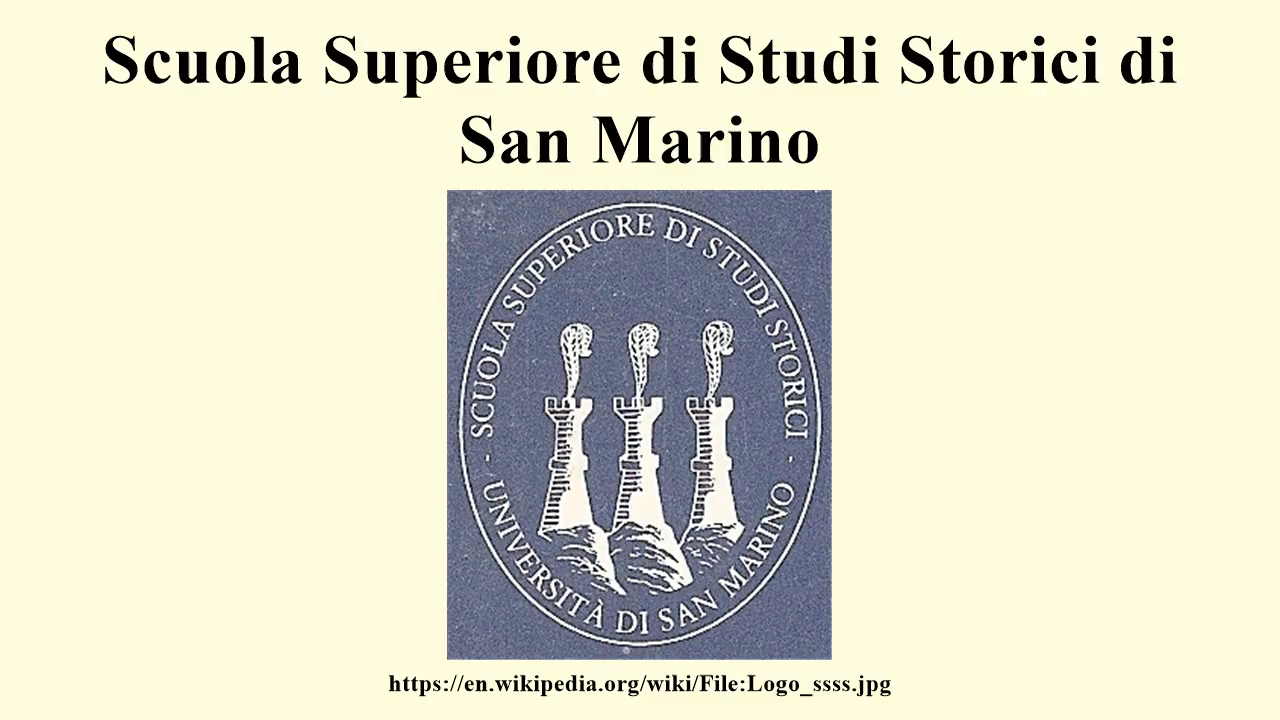 Scuola Superiore di Studi Storici di
San Marino
- SCUOLA SUPERIORE DI STUDI STORICI -
UNIVERSITÀ DI SAN MARINO
https://en.wikipedia.org/wiki/File:Logo_ssss.jpg